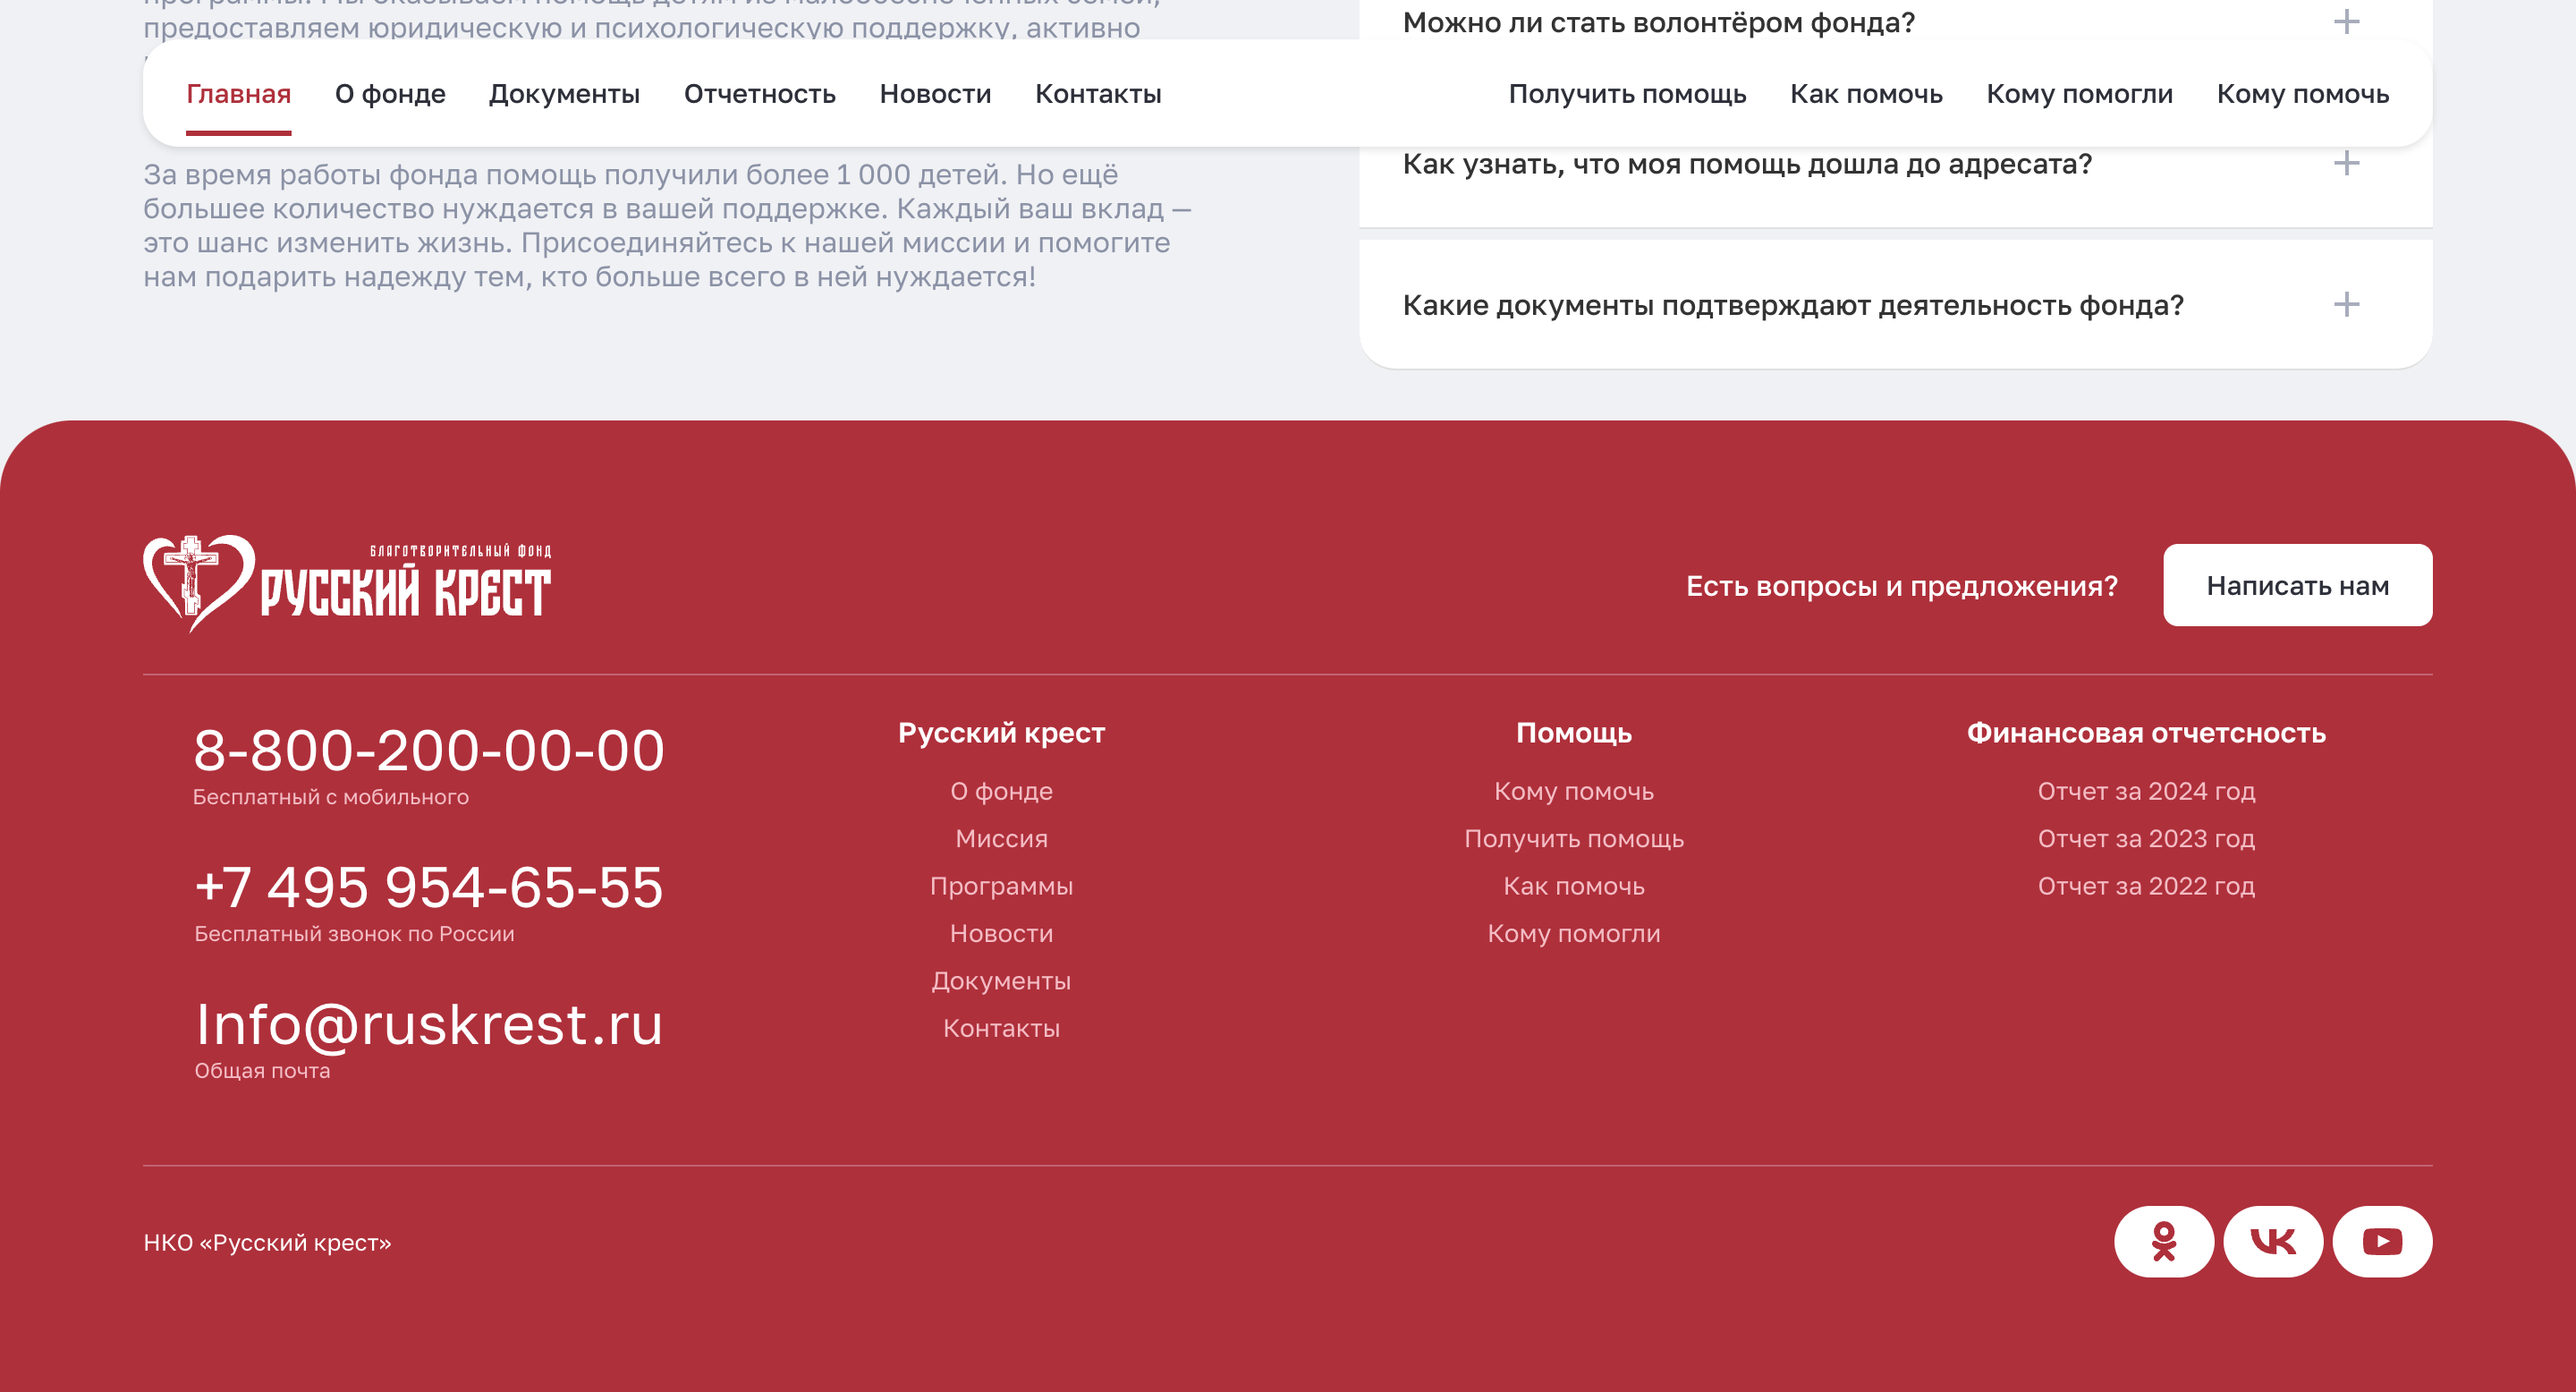 предоставляем юридическую и психологическую поддержку, активно
Можно ли стать волонтёром фонда?
Главная
О фонде
Документы
Отчетность
Новости
Контакты
Получить помощь
Как помочь
Кому помогли
Кому помочь
За время работы фонда помощь получили более 1 000 детей. Но ещё
большее количество нуждается в вашей поддержке. Каждый ваш вклад —
это шанс изменить жизнь. Присоединяйтесь к нашей миссии и помогите
нам подарить надежду тем, кто больше всего в ней нуждается!
Как узнать, что моя помощь дошла до адресата?
Какие документы подтверждают деятельность фонда?
БЛАГОТВОРИТЕЛЬНЫЙ ФОНД
РУССКИЙ КРЕСТ
Есть вопросы и предложения?
Написать нам
8-800-200-00-00
Бесплатный с мобильного
+7 495 954-65-55
Бесплатный звонок по России
Info@ruskrest.ru
Общая почта
Русский крест
О фонде
Миссия
Программы
Новости
Документы
Контакты
Помощь
Кому помочь
Получить помощь
Как помочь
Кому помогли
Финансовая отчетсность
Отчет за 2024 год
Отчет за 2023 год
Отчет за 2022 год
НКО «Русский крест»